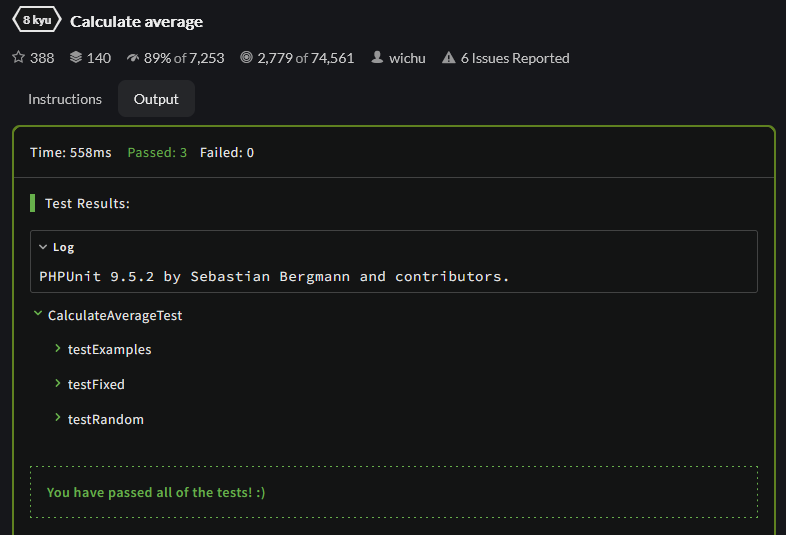 8 kyu Calculate average
388 140 89% of 7,253 2,779 of 74,561 wichu 6 Issues Reported
Instructions Output
Time: 558ms Passed: 3 Failed: 0
Test Results:
Log
PHPUnit 9.5.2 by Sebastian Bergmann and contributors.
CalculateAverageTest
testExamples
testFixed
testRandom
You have passed all of the tests! :)